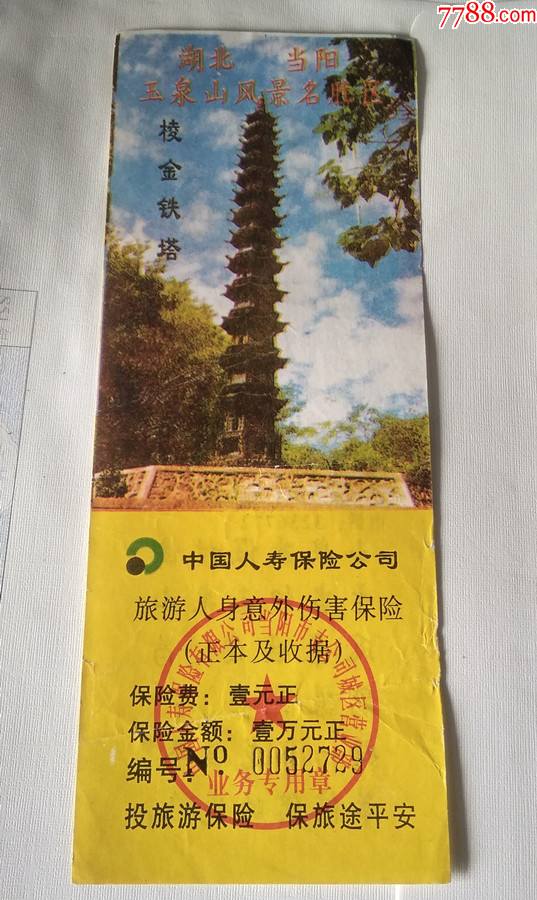 7788.com
湖北 当阳
玉泉山风景名胜区
棱金铁塔
中国人寿保险公司
旅游人身意外伤害保险
(正本及收据)
保险费：壹元正
保险金额：壹万元正
编号：Nº 0052729
业务专用章
投旅游保险 保旅途平安